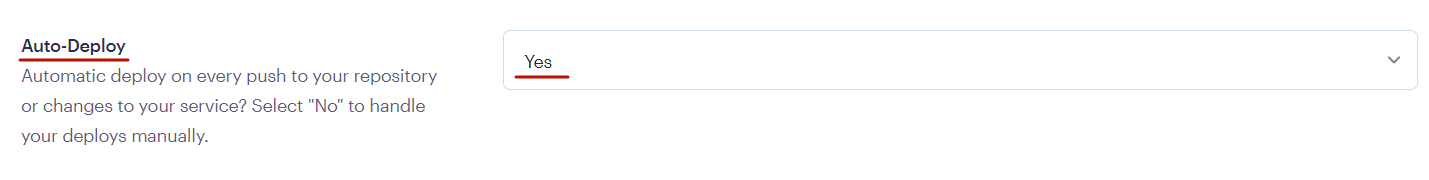 Auto-Deploy
Automatic deploy on every push to your repository
or changes to your service? Select "No" to handle
your deploys manually.
Yes